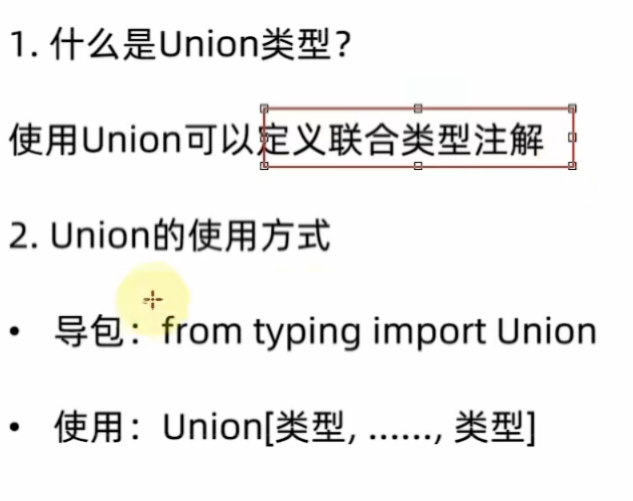 1. 什么是Union类型？
使用Union可以定义联合类型注解
2. Union的使用方式
• 导包：from typing import Union
• 使用：Union[类型, ......, 类型]